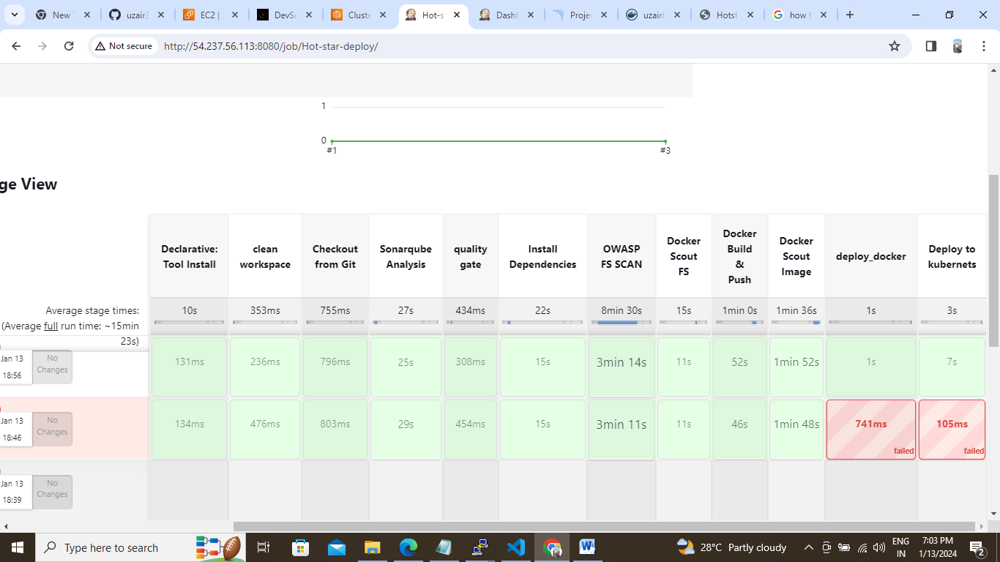 New T
uzair3
EC2 |
DevSe
Cluste
Hot-s
Dashb
Projec
uzairb
Hotst
how t
Not secure
http://54.237.56.113:8080/job/Hot-star-deploy/
1
0
#1
#3
ge View
Declarative: Tool Install
clean workspace
Checkout from Git
Sonarqube Analysis
quality gate
Install Dependencies
OWASP FS SCAN
Docker Scout FS
Docker Build & Push
Docker Scout Image
deploy_docker
Deploy to kubernets
Average stage times:
(Average full run time: ~15min
23s)
10s
353ms
755ms
27s
434ms
22s
8min 30s
15s
1min 0s
1min 36s
1s
3s
Jan 13
18:56
No Changes
131ms
236ms
796ms
25s
308ms
15s
3min 14s
11s
52s
1min 52s
1s
7s
Jan 13
18:46
No Changes
134ms
476ms
803ms
29s
454ms
15s
3min 11s
11s
46s
1min 48s
741ms
failed
105ms
failed
Jan 13
18:39
No Changes
Type here to search
28°C Partly cloudy
ENG
IN
7:03 PM
1/13/2024
2